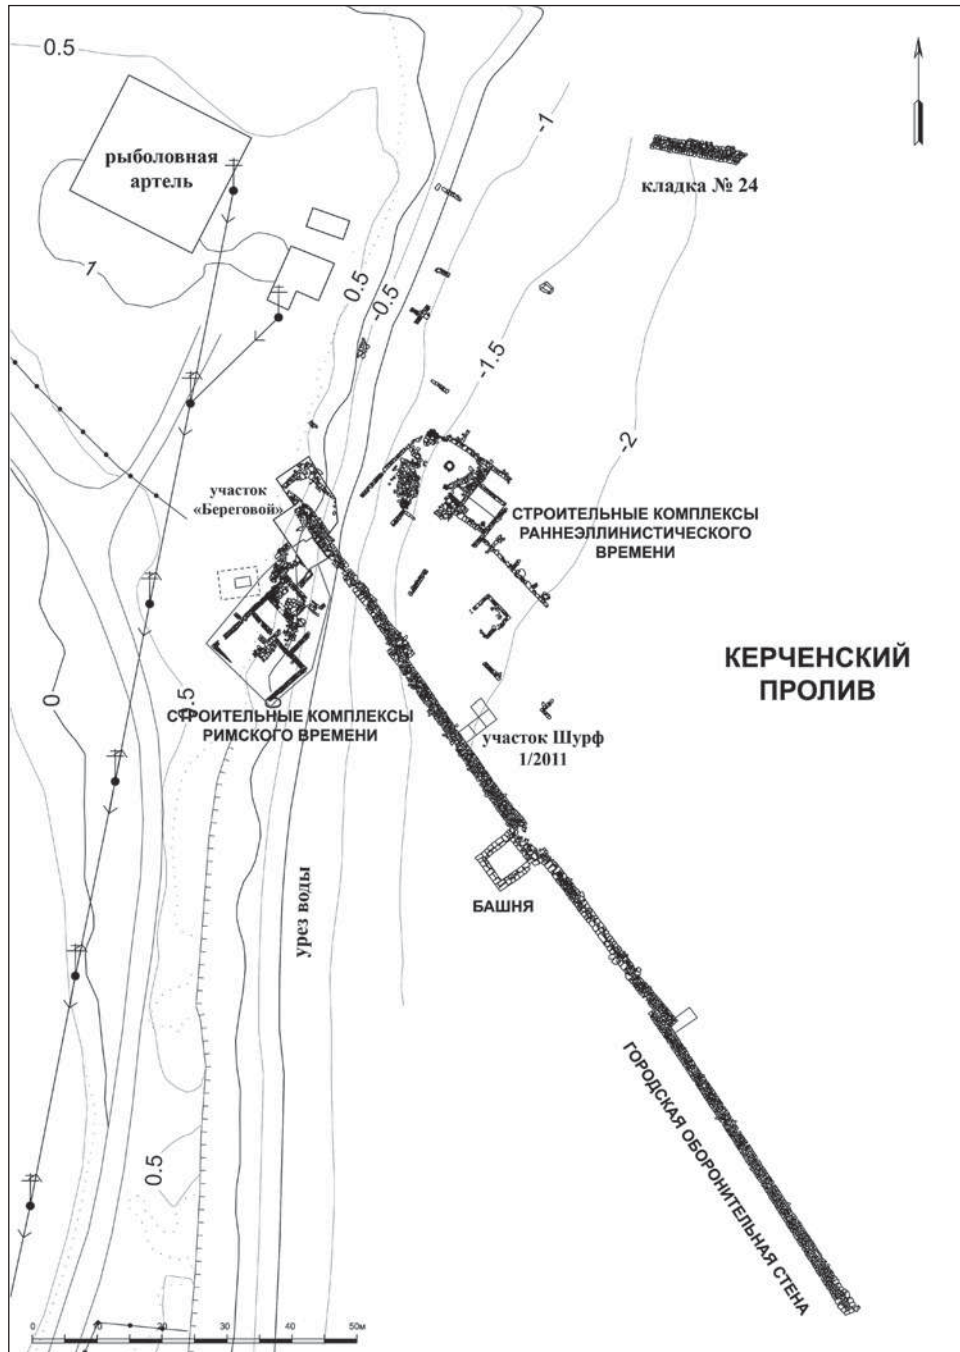 0.5
-1
рыболовная
артель
кладка № 24
1
0.5
-0.5
-1.5
-2
участок
«Береговой»
СТРОИТЕЛЬНЫЕ КОМПЛЕКСЫ
РАННЕЭЛЛИНИСТИЧЕСКОГО
ВРЕМЕНИ
КЕРЧЕНСКИЙ
ПРОЛИВ
0
0.5
0
СТРОИТЕЛЬНЫЕ КОМПЛЕКСЫ
РИМСКОГО ВРЕМЕНИ
участок Шурф
1/2011
урез воды
БАШНЯ
ГОРОДСКАЯ ОБОРОНИТЕЛЬНАЯ СТЕНА
0.5
0 10 20 30 40 50м